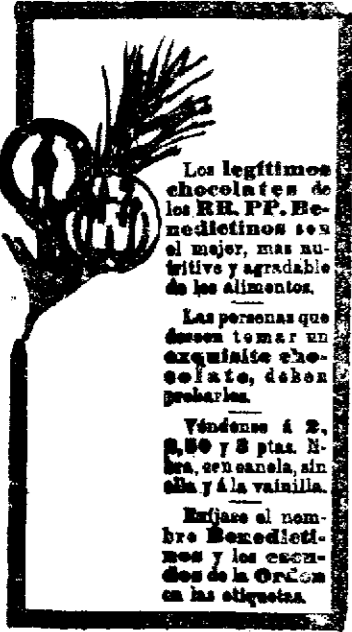 Los legítimos
chocolates de
los RR. PP. Be-
nedictinos son
el mejor, mas nu-
tritivo y agradable
de los alimentos.
Las personas que
deseen tomar un
exquisito cho-
colate, deben
probarlos.
Véndense á 2,
2,50 y 3 ptas. li-
bra, con canela, sin
ella y á la vainilla.
Exíjase el nom-
bre Benedicti-
nos y los escu-
dos de la Orden
en las etiquetas.